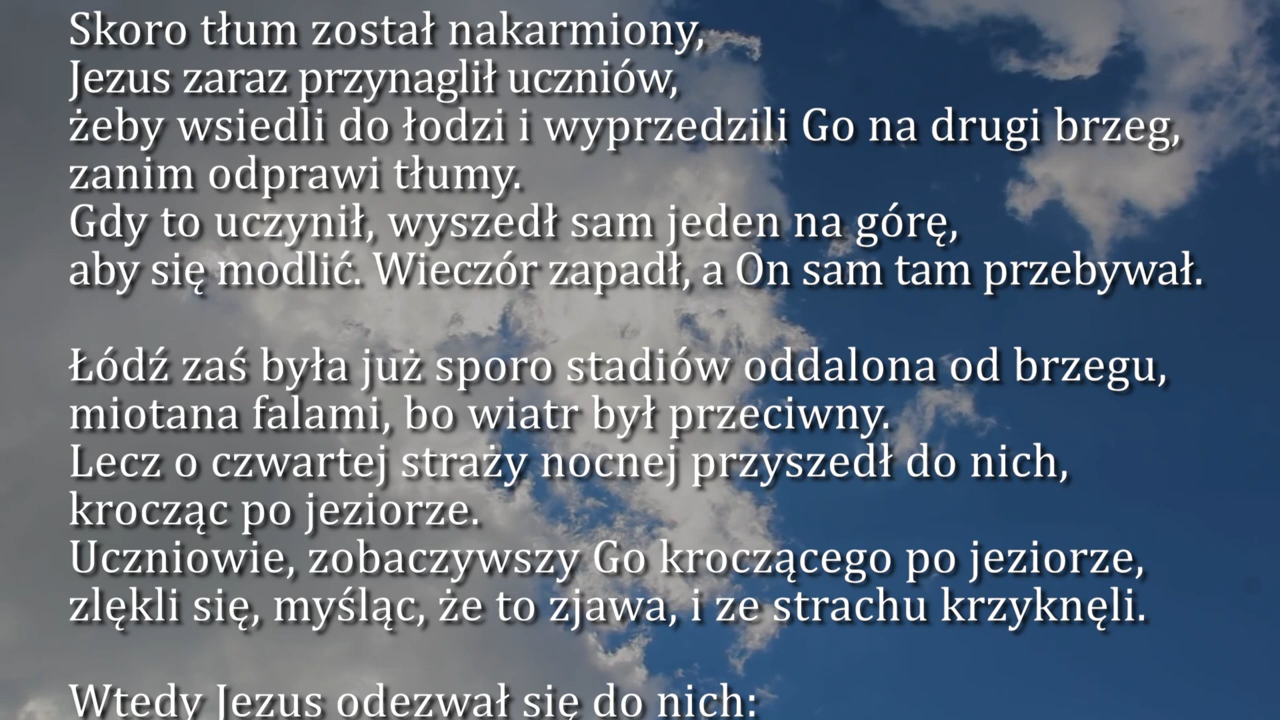 Skoro tłum został nakarmiony,
Jezus zaraz przynaglił uczniów,
żeby wsiedli do łodzi i wyprzedzili Go na drugi brzeg,
zanim odprawi tłumy.
Gdy to uczynił, wyszedł sam jeden na górę,
aby się modlić. Wieczór zapadł, a On sam tam przebywał.
Łódź zaś była już sporo stadiów oddalona od brzegu,
miotana falami, bo wiatr był przeciwny.
Lecz o czwartej straży nocnej przyszedł do nich,
krocząc po jeziorze.
Uczniowie, zobaczywszy Go kroczącego po jeziorze,
zlękli się, myśląc, że to zjawa, i ze strachu krzyknęli.
Wtedy Jezus odezwał się do nich: